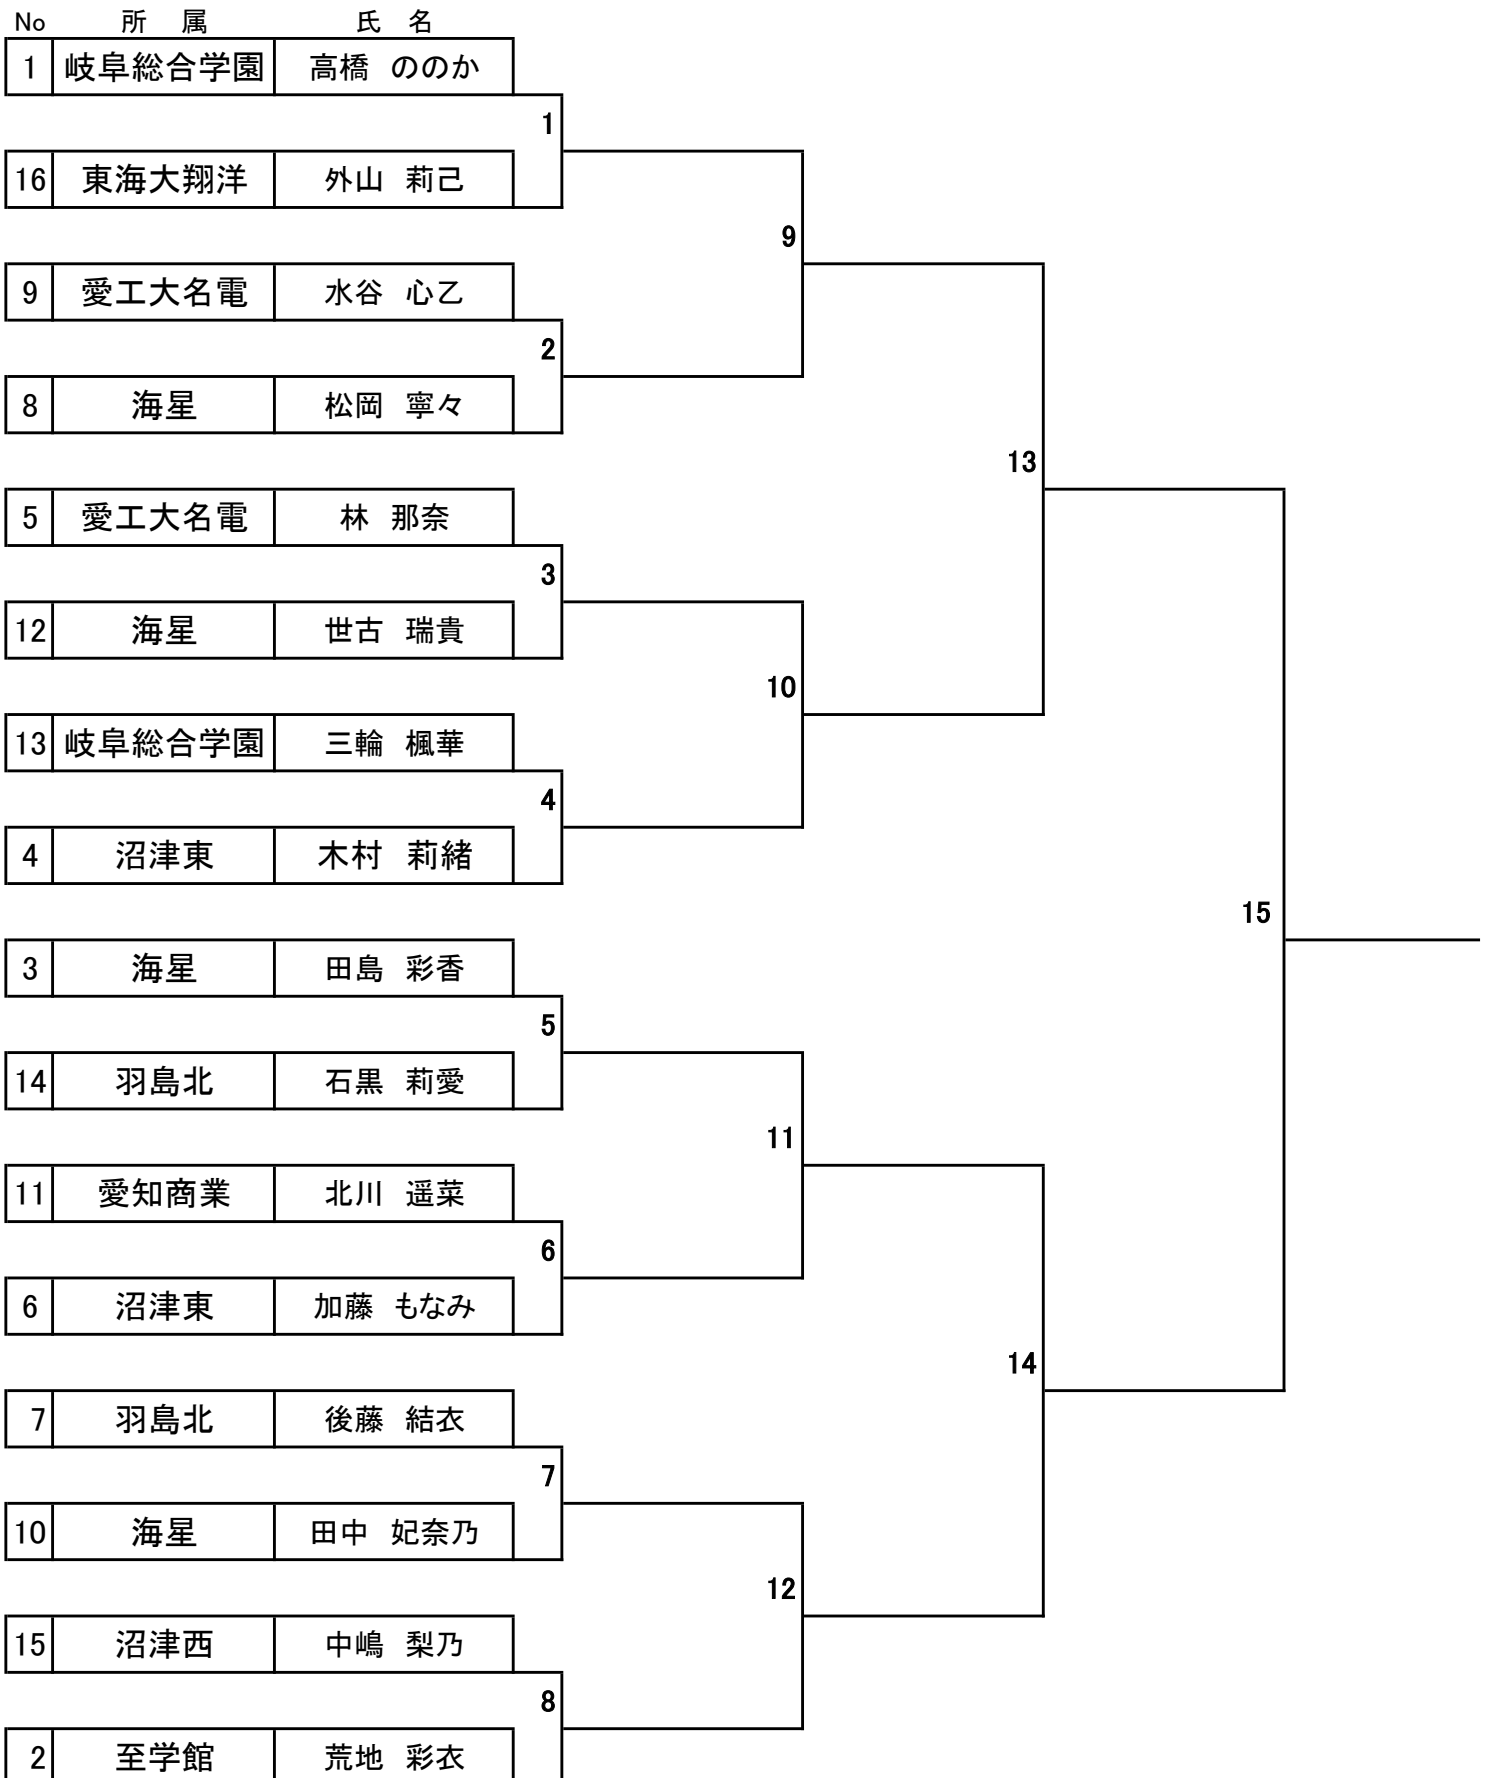 No 所 属 氏 名
1 岐阜総合学園 高橋 ののか
1
16 東海大翔洋 外山 莉己
9
9 愛工大名電 水谷 心乙
2
8 海星 松岡 寧々
13
5 愛工大名電 林 那奈
3
12 海星 世古 瑞貴
10
13 岐阜総合学園 三輪 楓華
4
4 沼津東 木村 莉緒
15
3 海星 田島 彩香
5
14 羽島北 石黒 莉愛
11
11 愛知商業 北川 遥菜
6
6 沼津東 加藤 もなみ
14
7 羽島北 後藤 結衣
7
10 海星 田中 妃奈乃
12
15 沼津西 中嶋 梨乃
8
2 至学館 荒地 彩衣